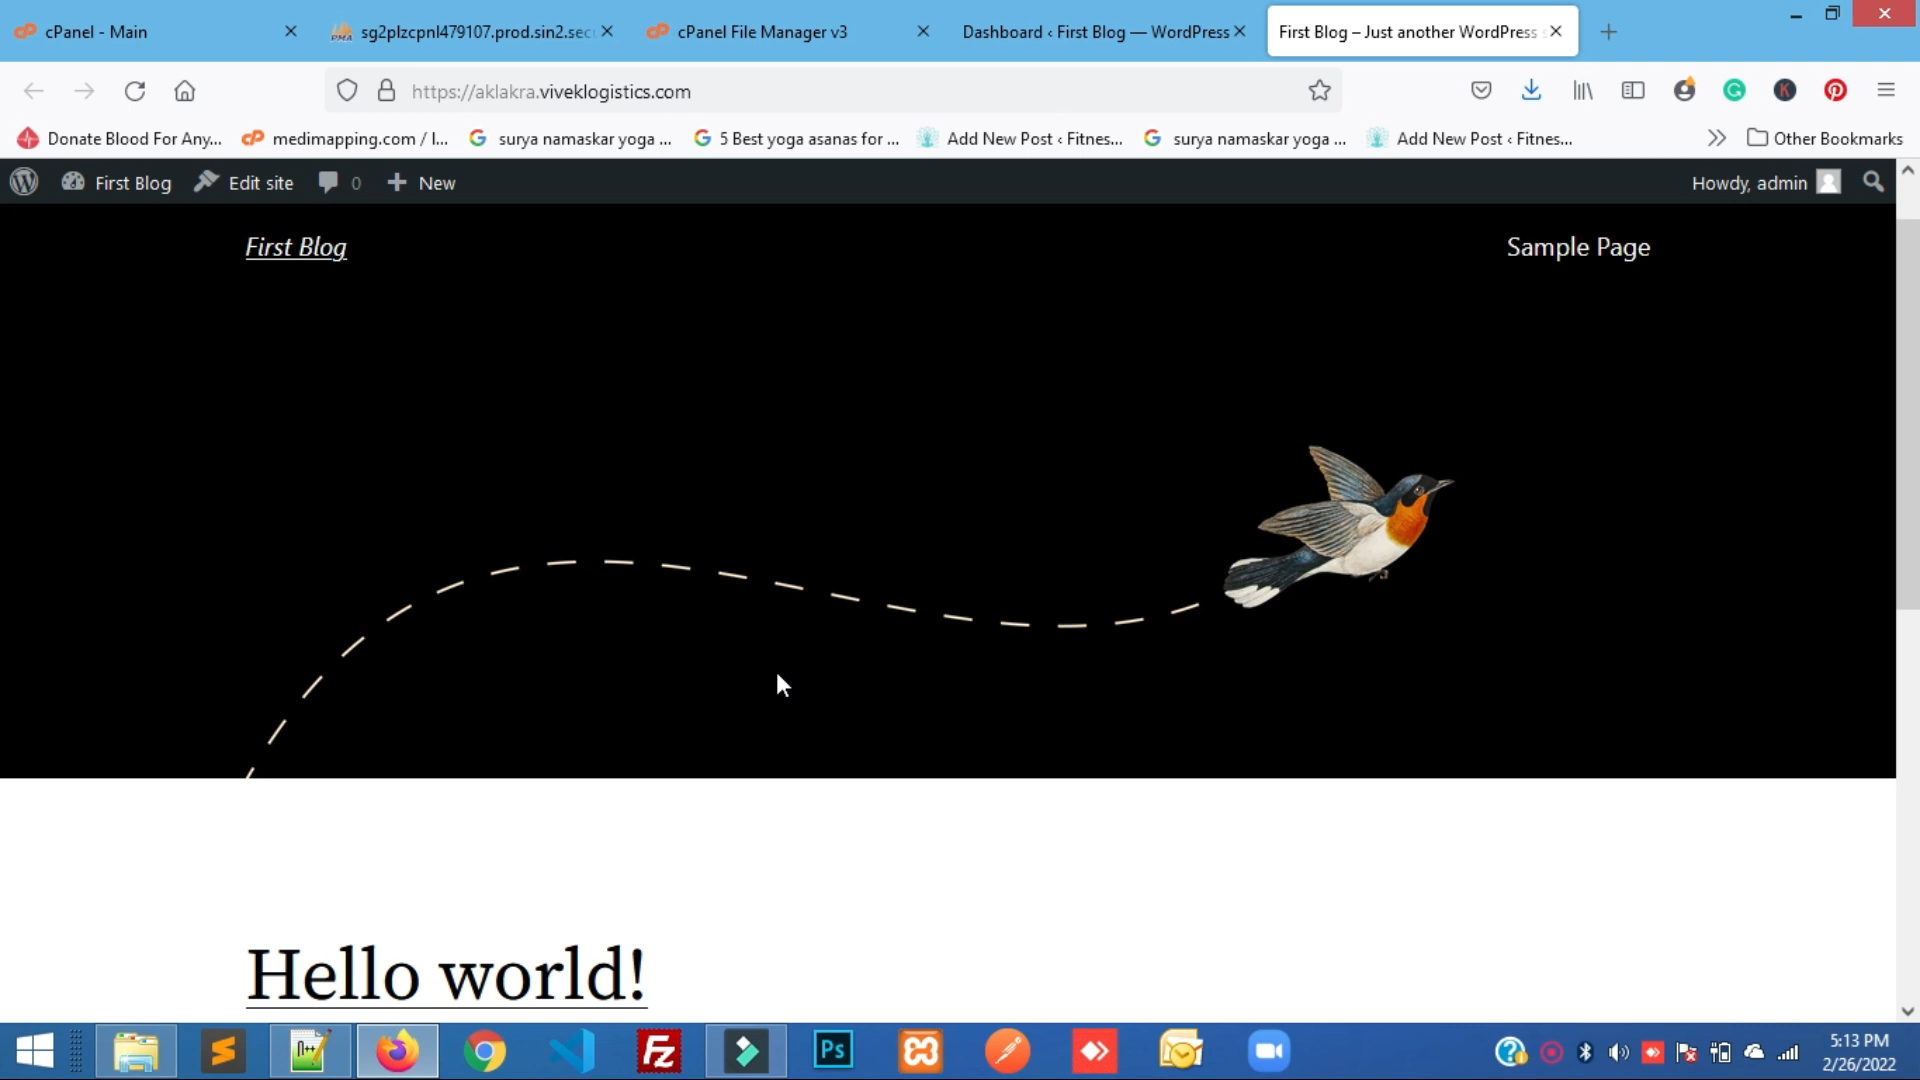 cPanel - Main
sg2plzcpnl479107.prod.sin2.sec
cPanel File Manager v3
Dashboard ‹ First Blog — WordPress
First Blog – Just another WordPress
https://aklakra.viveklogistics.com
Donate Blood For Any...
medimapping.com / l...
surya namaskar yoga ...
5 Best yoga asanas for ...
Add New Post ‹ Fitnes...
surya namaskar yoga ...
Add New Post ‹ Fitnes...
Other Bookmarks
First Blog
Edit site
0
New
Howdy, admin
First Blog
Sample Page
Hello world!
5:13 PM
2/26/2022